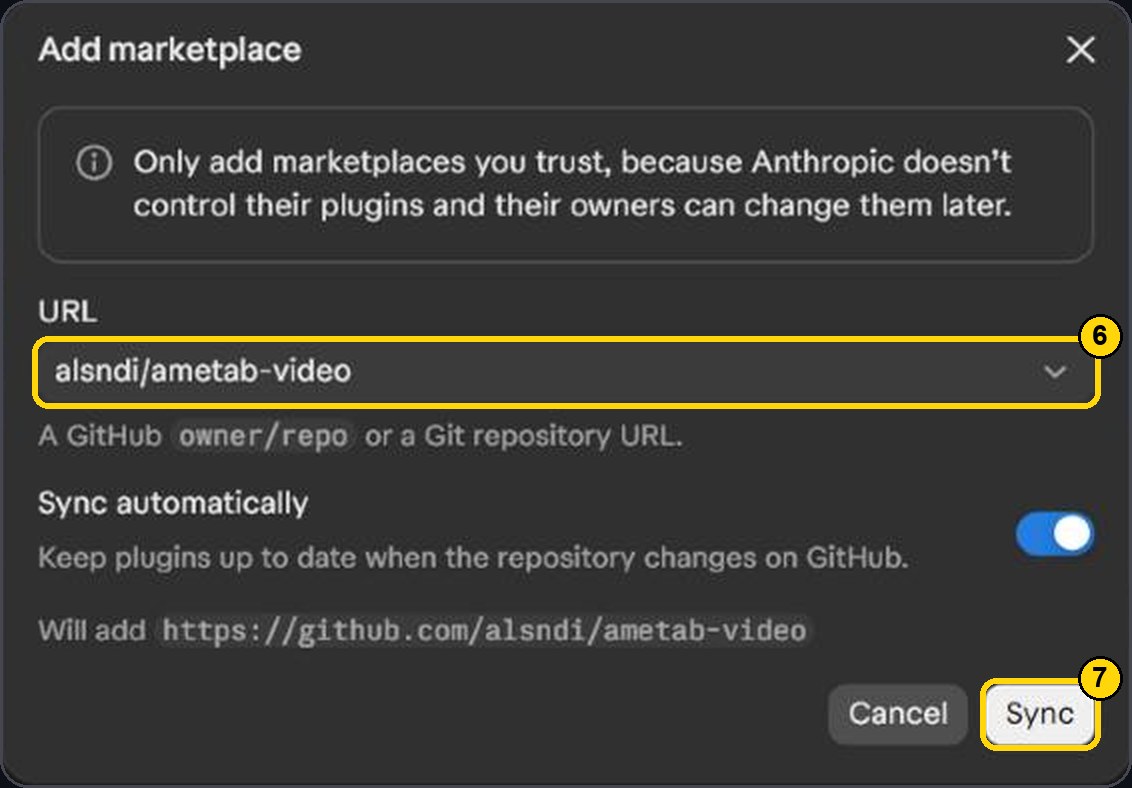 Add marketplace
Only add marketplaces you trust, because Anthropic doesn’t
control their plugins and their owners can change them later.
URL
6
alsndi/ametab-video
A GitHub owner/repo or a Git repository URL.
Sync automatically
Keep plugins up to date when the repository changes on GitHub.
Will add https://github.com/alsndi/ametab-video
7
Cancel Sync